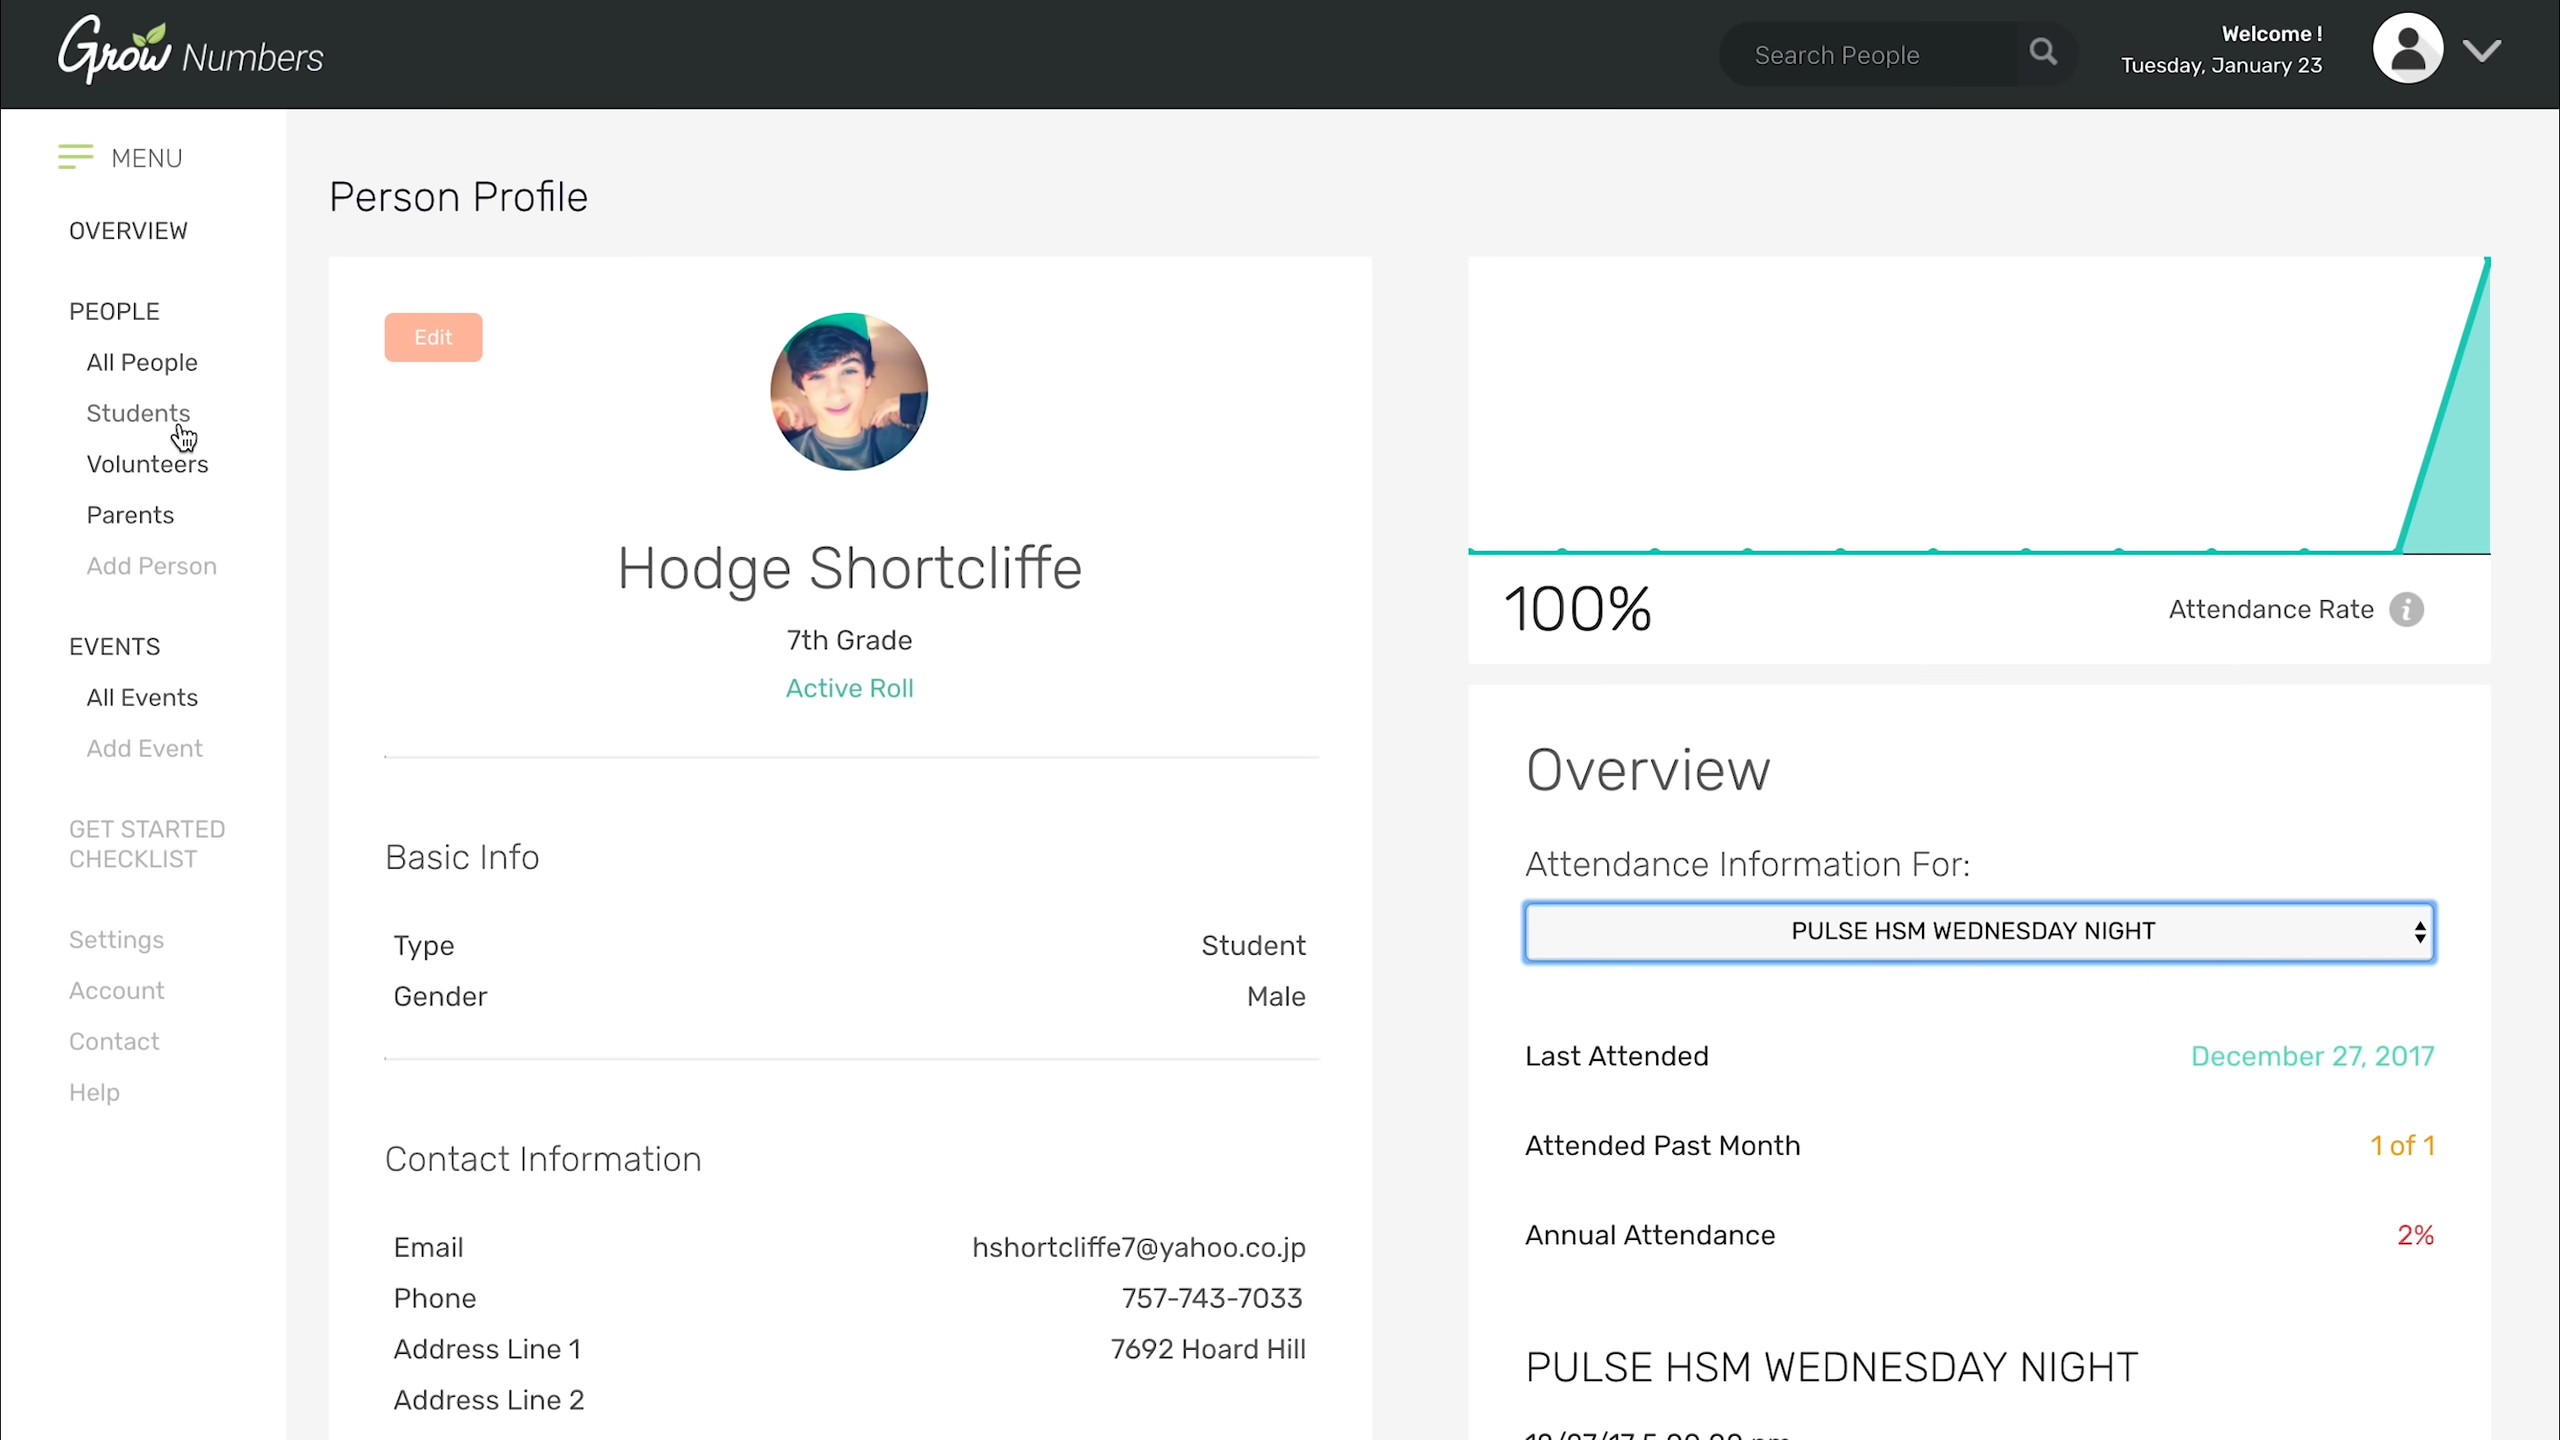 Grow Numbers
Search People
Welcome !
Tuesday, January 23
MENU
OVERVIEW
PEOPLE
All People
Students
Volunteers
Parents
Add Person
EVENTS
All Events
Add Event
GET STARTED
CHECKLIST
Settings
Account
Contact
Help
Person Profile
Edit
Hodge Shortcliffe
7th Grade
Active Roll
Basic Info
Type Student
Gender Male
Contact Information
Email hshortcliffe7@yahoo.co.jp
Phone 757-743-7033
Address Line 1 7692 Hoard Hill
Address Line 2
100% Attendance Rate i
Overview
Attendance Information For:
PULSE HSM WEDNESDAY NIGHT
Last Attended December 27, 2017
Attended Past Month 1 of 1
Annual Attendance 2%
PULSE HSM WEDNESDAY NIGHT